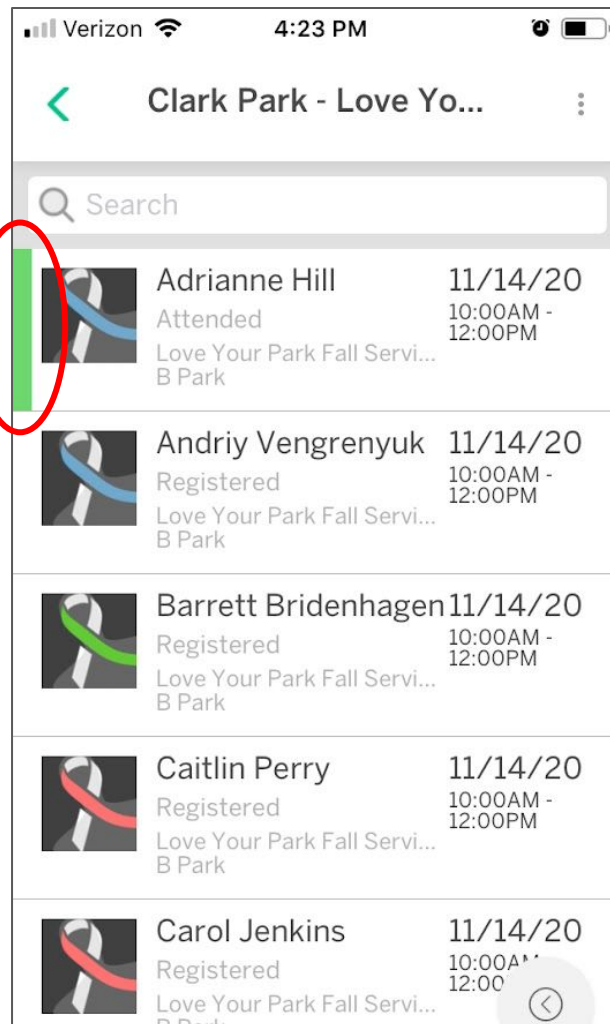 Verizon 4:23 PM
Clark Park - Love Yo...
Search
Adrianne Hill 11/14/20
Attended 10:00AM -
12:00PM
Love Your Park Fall Servi...
B Park
Andriy Vengrenyuk 11/14/20
Registered 10:00AM -
12:00PM
Love Your Park Fall Servi...
B Park
Barrett Bridenhagen 11/14/20
Registered 10:00AM -
12:00PM
Love Your Park Fall Servi...
B Park
Caitlin Perry 11/14/20
Registered 10:00AM -
12:00PM
Love Your Park Fall Servi...
B Park
Carol Jenkins 11/14/20
Registered
Love Your Park Fall Servi...
B Park